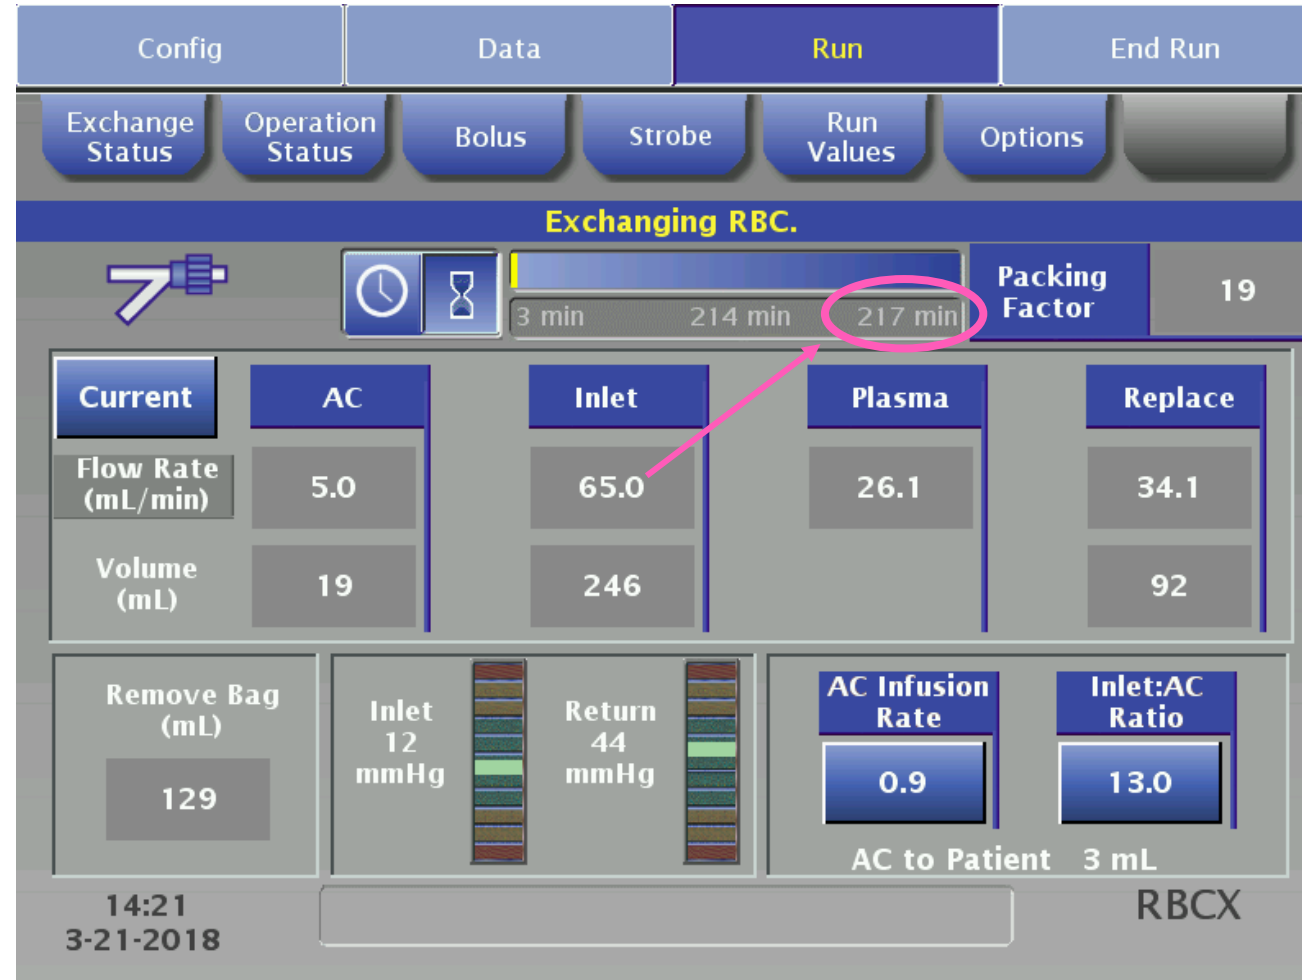 Config
Data
Run
End Run
Exchange
Status
Operation
Status
Bolus
Strobe
Run
Values
Options
Exchanging RBC.
3 min
214 min
217 min
Packing
Factor
19
Current
AC
Inlet
Plasma
Replace
Flow Rate
(mL/min)
5.0
65.0
26.1
34.1
Volume
(mL)
19
246
92
Remove Bag
(mL)
129
Inlet
12
mmHg
Return
44
mmHg
AC Infusion
Rate
0.9
Inlet:AC
Ratio
13.0
AC to Patient 3 mL
14:21
3-21-2018
RBCX